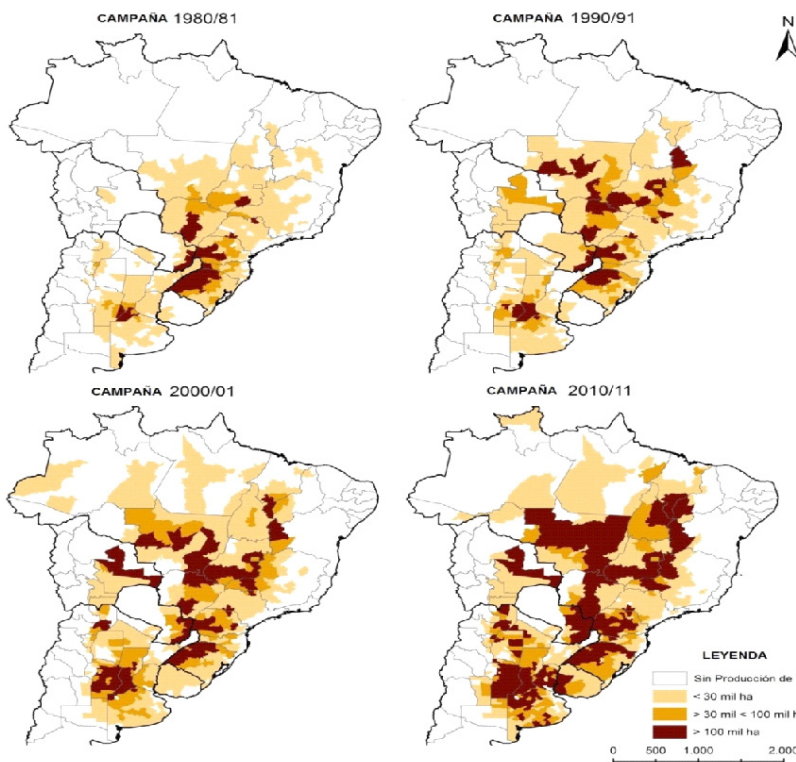 CAMPAÑA 1980/81
CAMPAÑA 1990/91
N
CAMPAÑA 2000/01
CAMPAÑA 2010/11
LEYENDA
Sin Producción de
< 30 mil ha
> 30 mil < 100 mil h
> 100 mil ha
0 500 1.000 2.00